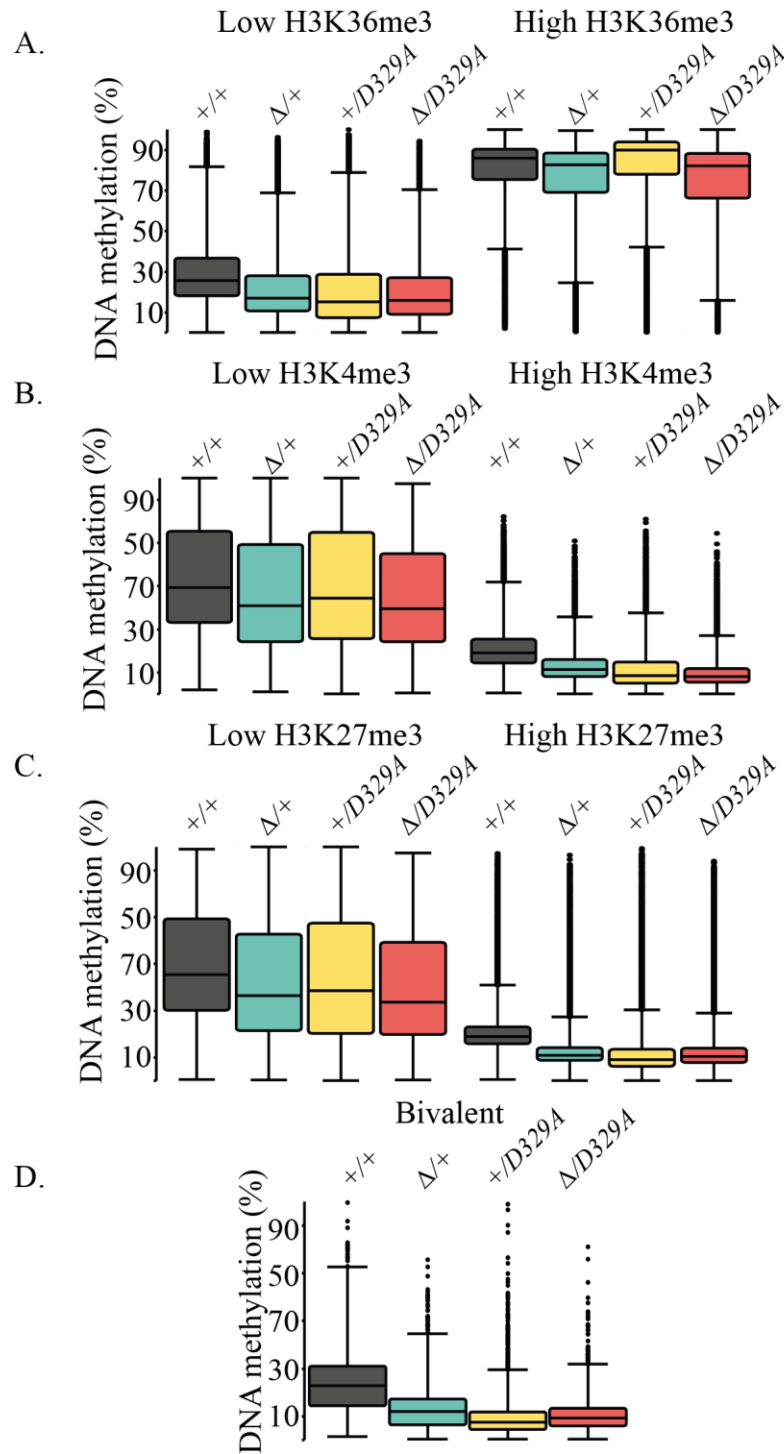 A.
Low H3K36me3 High H3K36me3
+/+ Δ/+ +/D329A Δ/D329A +/+ Δ/+ +/D329A Δ/D329A
DNA methylation (%)
90
70
50
30
10
B.
Low H3K4me3 High H3K4me3
+/+ Δ/+ +/D329A Δ/D329A +/+ Δ/+ +/D329A Δ/D329A
DNA methylation (%)
90
50
70
30
10
C.
Low H3K27me3 High H3K27me3
+/+ Δ/+ +/D329A Δ/D329A +/+ Δ/+ +/D329A Δ/D329A
DNA methylation (%)
90
50
70
30
10
D.
Bivalent
+/+ Δ/+ +/D329A Δ/D329A
DNA methylation (%)
90
50
70
30
10